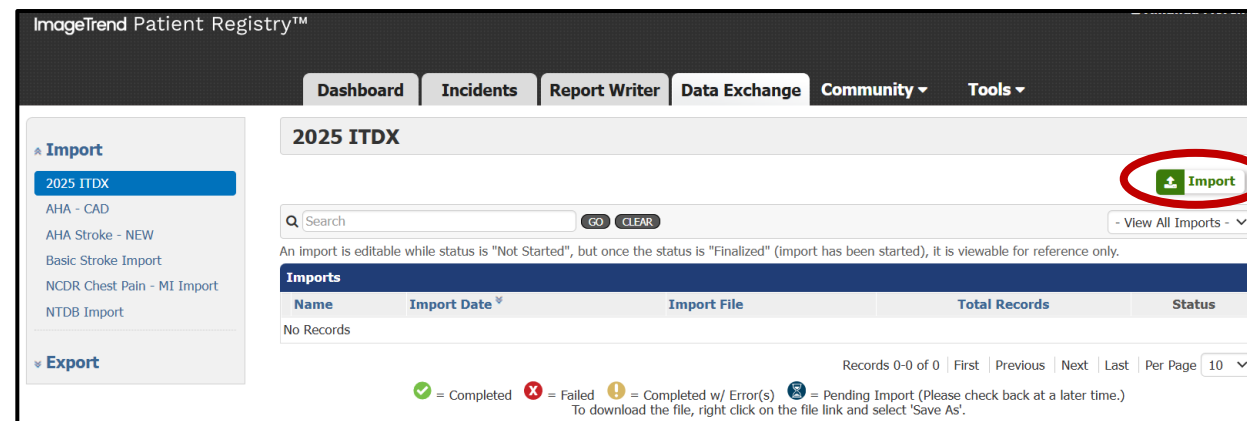 ImageTrend Patient Registry™
Dashboard Incidents Report Writer Data Exchange Community Tools
Import
2025 ITDX
AHA - CAD
AHA Stroke - NEW
Basic Stroke Import
NCDR Chest Pain - MI Import
NTDB Import
Export
2025 ITDX
Import
Search GO CLEAR - View All Imports -
An import is editable while status is "Not Started", but once the status is "Finalized" (import has been started), it is viewable for reference only.
Imports
Name Import Date Import File Total Records Status
No Records
Records 0-0 of 0 First Previous Next Last Per Page 10
= Completed = Failed = Completed w/ Error(s) = Pending Import (Please check back at a later time.)
To download the file, right click on the file link and select 'Save As'.